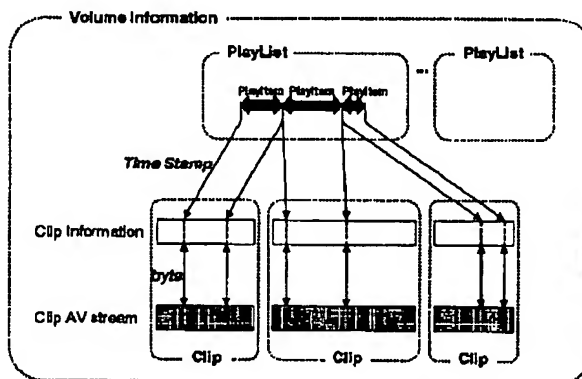 Volume Information
PlayList
...
PlayList
PlayItem PlayItem PlayItem
Time Stamp
Clip Information
byte
Clip AV stream
Clip
Clip
Clip